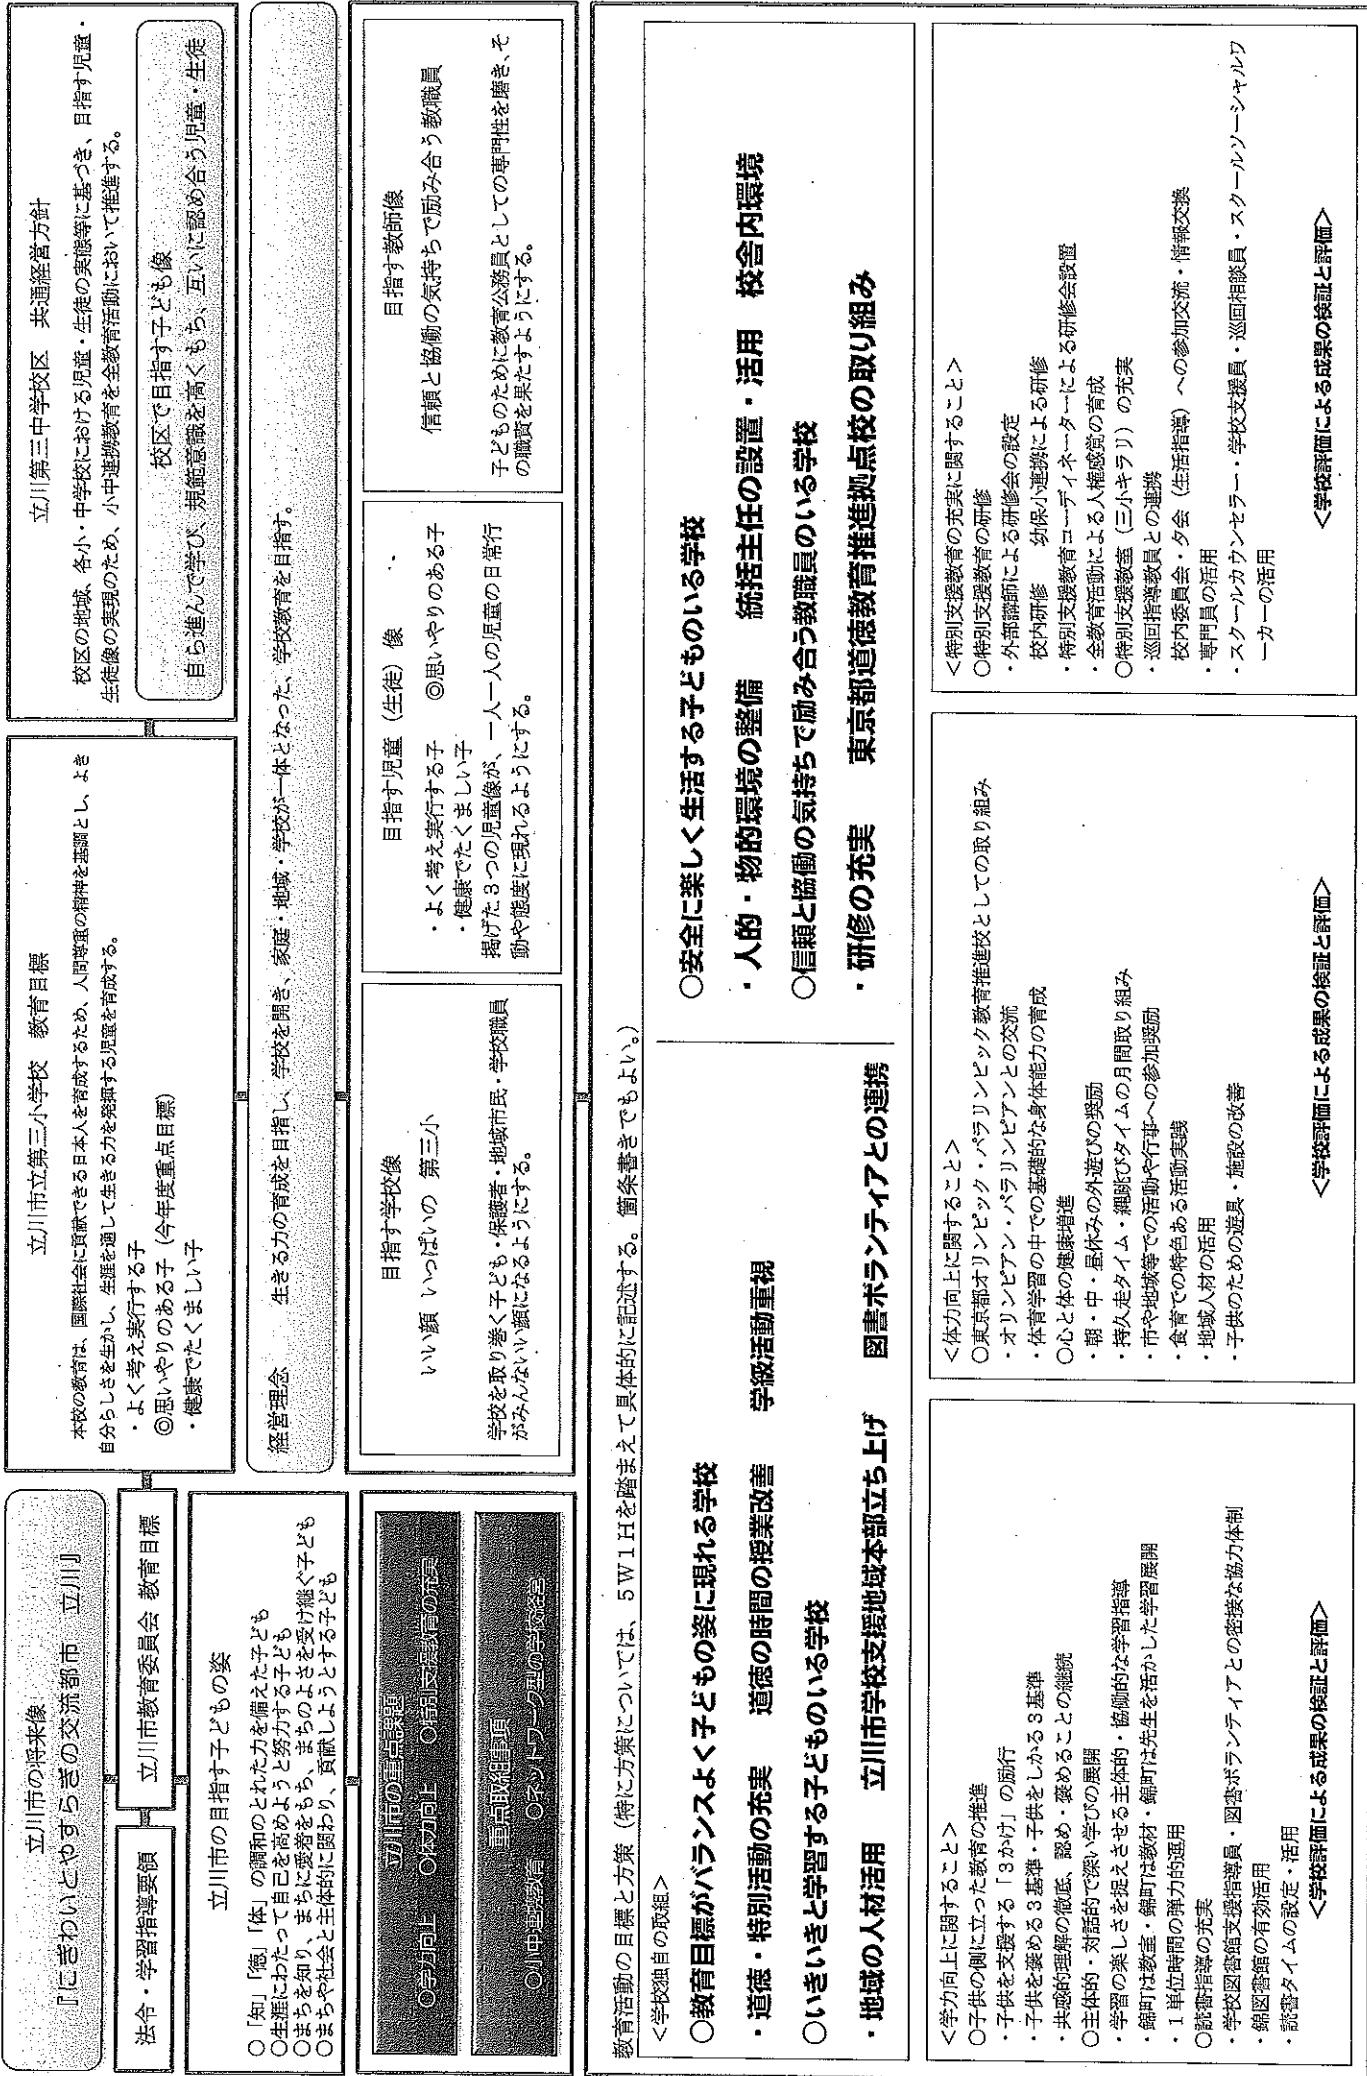 立川市の将来像
『にぎわいとやすらぎの交流都市　立川』
法令・学習指導要領
立川市教育委員会 教育目標
立川市の目指す子どもの姿
○「知」「徳」「体」の調和のとれた力を備えた子ども
○生涯にわたって自己を高めようと努力する子ども
○まちを知り、まちに愛着をもち、まちのよさを受け継ぐ子ども
○まちや社会と主体的に関わり、貢献しようとする子ども
立川市の重点課題
○学力向上　○体力向上　○特別支援教育の充実
重点取組事項
○小中連携教育　○ネットワーク型の学校経営
立川市立第三小学校　教育目標
本校の教育は、国際社会に貢献できる日本人を育成するため、人間尊重の精神を基調とし、よき
自分らしさを生かし、生涯を通して生きる力を発揮する児童を育成する。
・よく考え実行する子
◎思いやりのある子（今年度重点目標）
・健康でたくましい子
立川第三中学校区　共通経営方針
校区の地域、各小・中学校における児童・生徒の実態等に基づき、目指す児童・
生徒像の実現のため、小中連携教育を全教育活動において推進する。
校区で目指す子ども像
自ら進んで学び、規範意識を高くもち、互いに認め合う児童・生徒
経営理念　　生きる力の育成を目指し、学校を開き、家庭・地域・学校が一体となった、学校教育を目指す。
目指す学校像
いい顔 いっぱいの 第三小
学校を取り巻く子ども・保護者・地域市民・学校職員
がみんないい顔になるようにする。
目指す児童（生徒）像
・よく考え実行する子　　◎思いやりのある子
・健康でたくましい子
掲げた３つの児童像が、一人一人の児童の日常行
動や態度に現れるようにする。
目指す教師像
信頼と協働の気持ちで励み合う教職員
子どものために教育公務員としての専門性を磨き、そ
の職責を果たすようにする。
教育活動の目標と方策（特に方策については、５Ｗ１Ｈを踏まえて具体的に記述する。箇条書きでもよい。）
＜学校独自の取組＞
○教育目標がバランスよく子どもの姿に現れる学校
・道徳・特別活動の充実　　道徳の時間の授業改善　　学級活動重視
○いきいきと学習する子どものいる学校
・地域の人材活用　　立川市学校支援地域本部立ち上げ　　図書ボランティアとの連携
○安全に楽しく生活する子どものいる学校
・人的・物的環境の整備　　統括主任の設置・活用　　校舎内環境
○信頼と協働の気持ちで励み合う教職員のいる学校
・研修の充実　　東京都道徳教育推進拠点校の取り組み
＜学力向上に関すること＞
○子供の側に立った教育の推進
・子供を支援する「３かけ」の励行
・子供を褒める３基準・子供をしかる３基準
・共感的理解の徹底、認め・褒めることの継続
○主体的・対話的で深い学びの展開
・学習の楽しさを捉えさせる主体的・協働的な学習指導
・錦町は教室・錦町は教材・錦町は先生を活かした学習展開
・１単位時間の弾力的運用
○読書指導の充実
・学校図書館支援指導員・図書ボランティアとの密接な協力体制
・錦図書館の有効活用
・読書タイムの設定・活用
＜学校評価による成果の検証と評価＞
＜体力向上に関すること＞
○東京都オリンピック・パラリンピック教育推進校としての取り組み
・オリンピアン・パラリンピアンとの交流
・体育学習の中での基礎的な身体能力の育成
○心と体の健康増進
・朝・中・昼休みの外遊びの奨励
・持久走タイム・縄跳びタイムの月間取り組み
・市や地域等での活動や行事への参加奨励
・食育での特色ある活動実践
・地域人材の活用
・子供のための遊具・施設の改善
＜学校評価による成果の検証と評価＞
＜特別支援教育の充実に関すること＞
○特別支援教育の研修
・外部講師による研修会の設定
校内研修　　幼保小連携による研修
・特別支援教育コーディネーターによる研修会設置
・全教育活動による人権感覚の育成
○特別支援教室（三小キラリ）の充実
・巡回指導教員との連携
校内委員会・夕会（生活指導）への参加交流・情報交換
・専門員の活用
・スクールカウンセラー・学校支援員・巡回相談員・スクールソーシャルワ
ーカーの活用
＜学校評価による成果の検証と評価＞